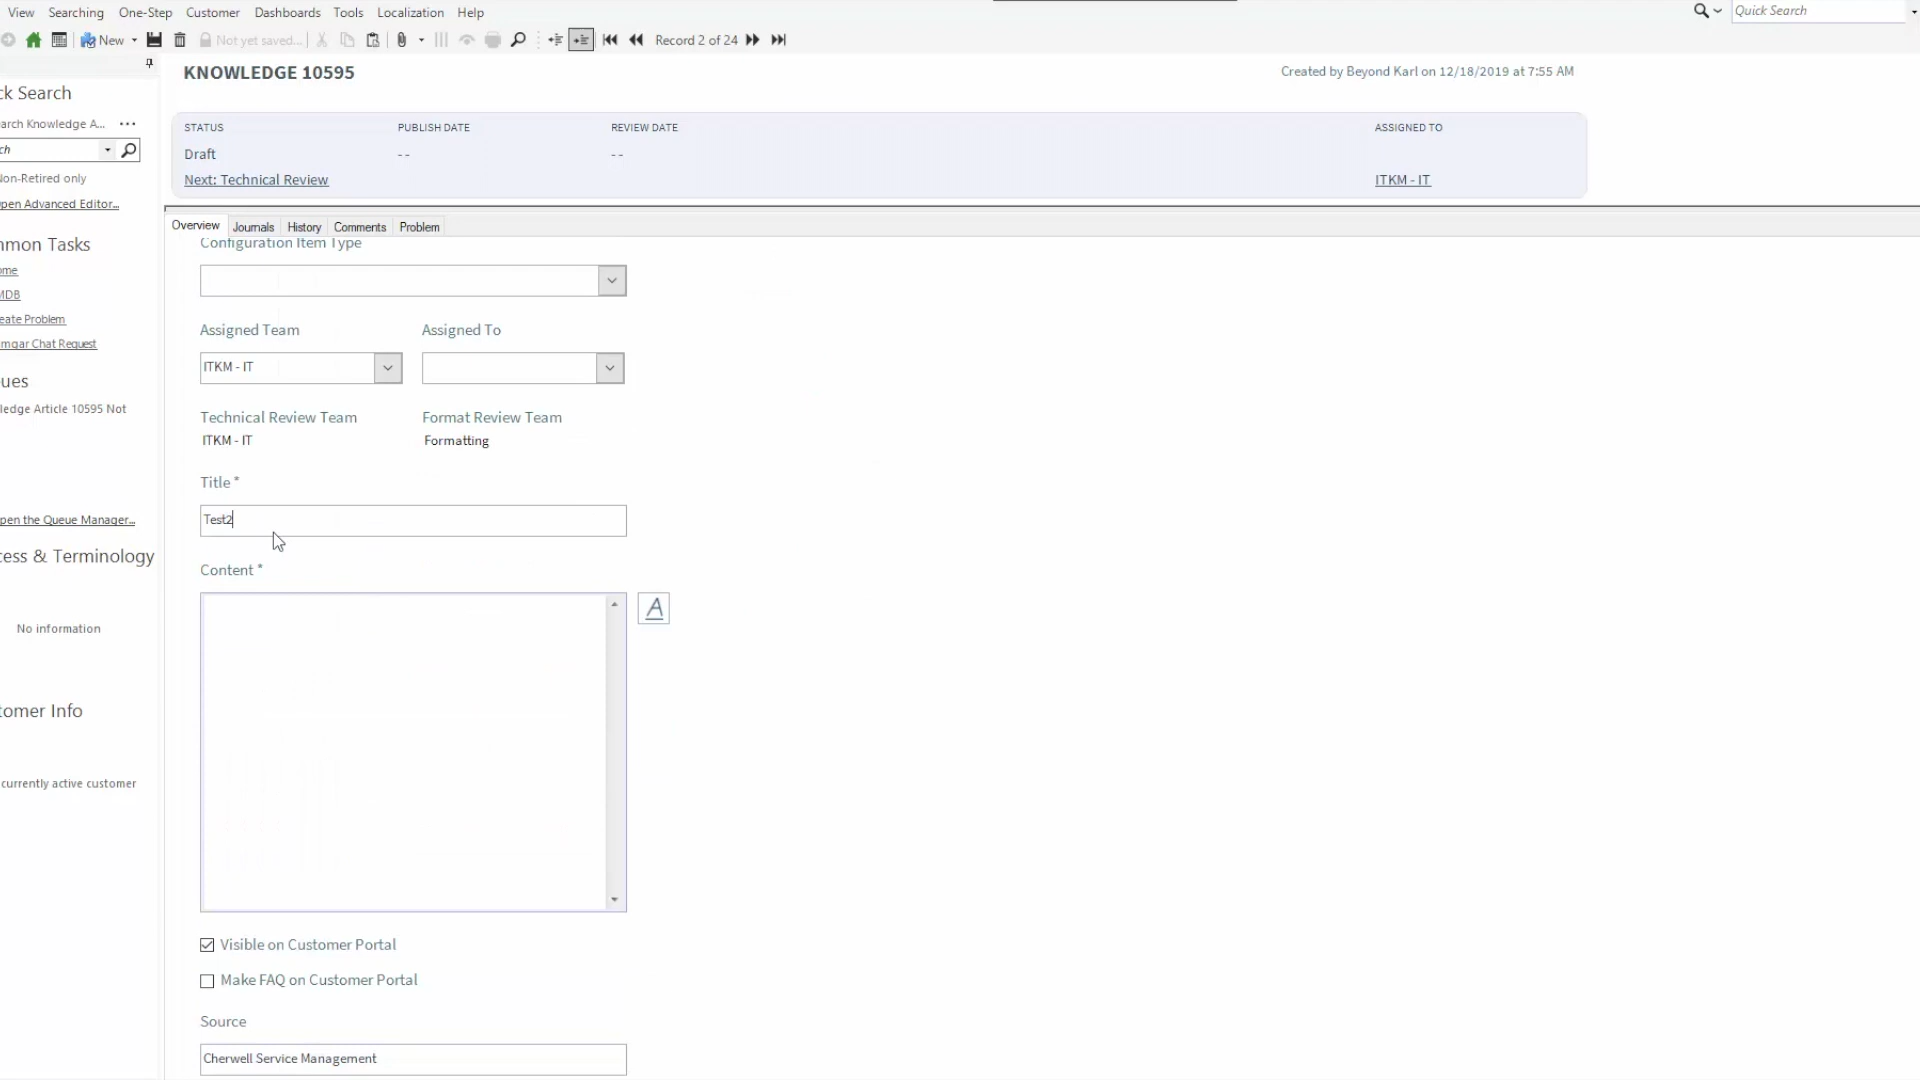 View Searching One-Step Customer Dashboards Tools Localization Help
Quick Search
New Not yet saved... Record 2 of 24
KNOWLEDGE 10595
Created by Beyond Karl on 12/18/2019 at 7:55 AM
ck Search
arch Knowledge A... ...
ch
Non-Retired only
pen Advanced Editor...
mmon Tasks
ome
MDB
eate Problem
mgar Chat Request
ues
ledge Article 10595 Not
pen the Queue Manager...
cess & Terminology
No information
tomer Info
currently active customer
STATUS PUBLISH DATE REVIEW DATE ASSIGNED TO
Draft -- --
Next: Technical Review ITKM - IT
Overview Journals History Comments Problem
Configuration Item Type
Assigned Team Assigned To
ITKM - IT
Technical Review Team Format Review Team
ITKM - IT Formatting
Title *
Test2
Content *
A
Visible on Customer Portal
Make FAQ on Customer Portal
Source
Cherwell Service Management